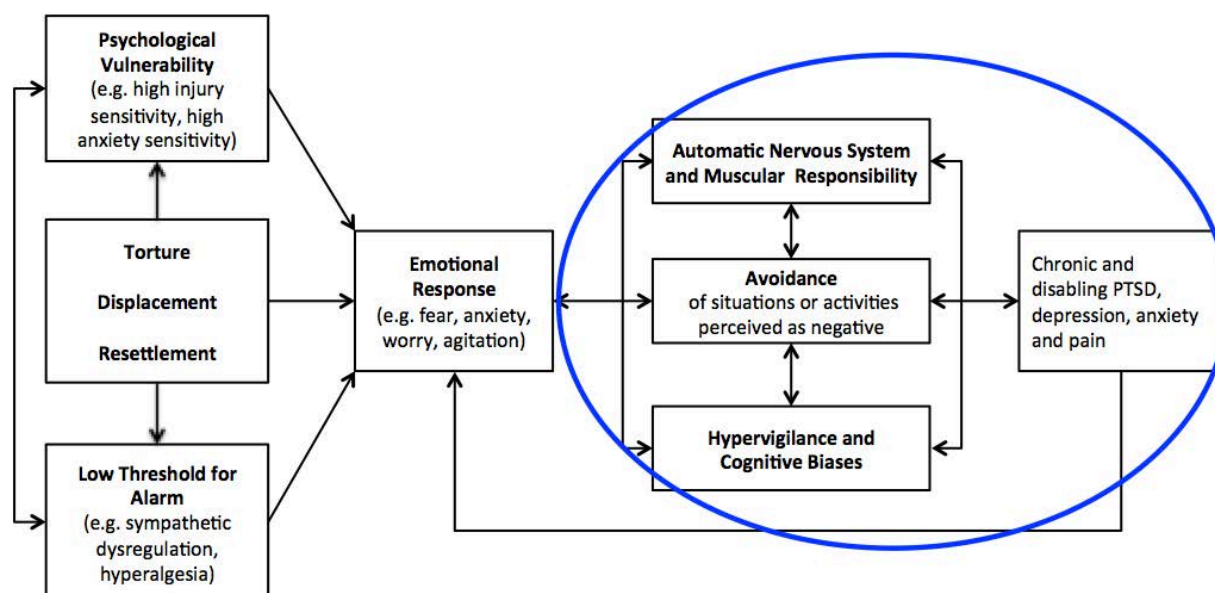 Psychological
Vulnerability
(e.g. high injury
sensitivity, high
anxiety sensitivity)
Torture
Displacement
Resettlement
Low Threshold for
Alarm
(e.g. sympathetic
dysregulation,
hyperalgesia)
Emotional
Response
(e.g. fear, anxiety,
worry, agitation)
Automatic Nervous System
and Muscular Responsibility
Avoidance
of situations or activities
perceived as negative
Hypervigilance and
Cognitive Biases
Chronic and
disabling PTSD,
depression, anxiety
and pain